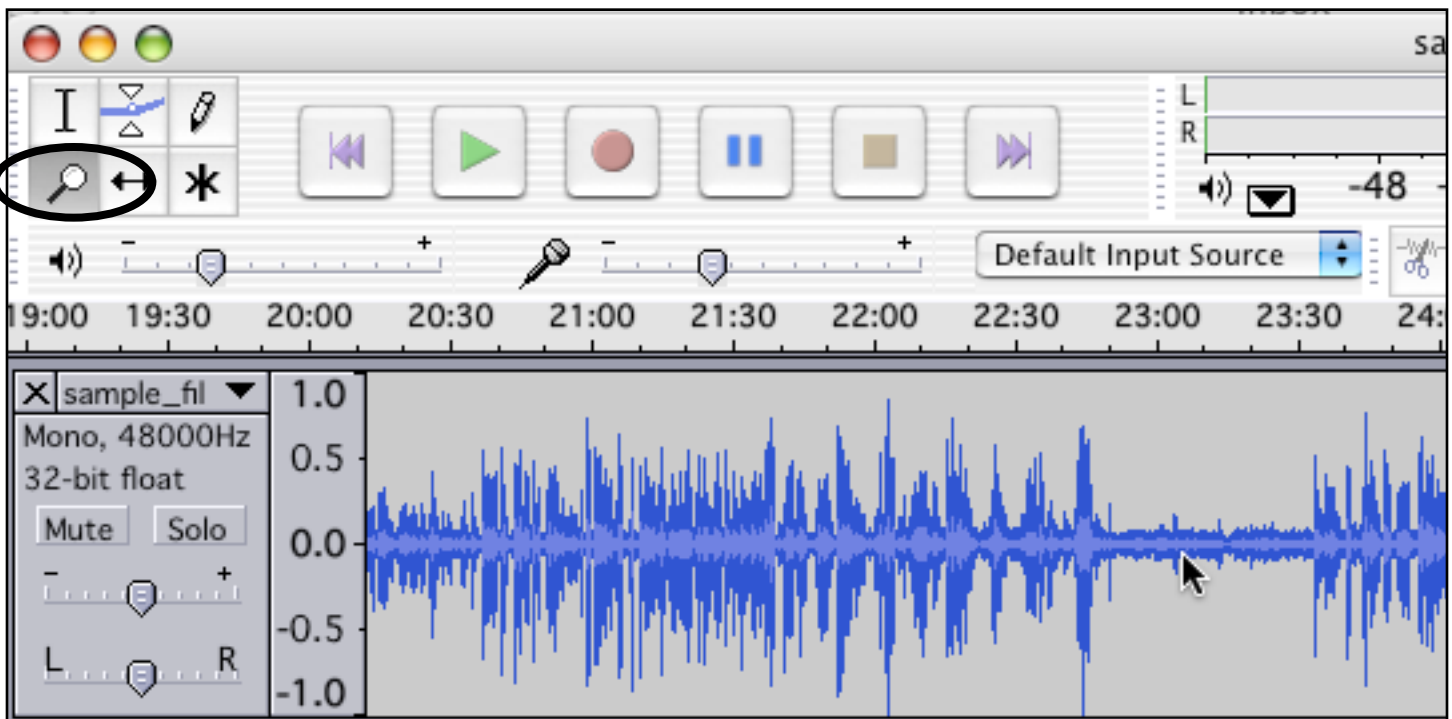 sa
L
R
-48
- +
- +
Default Input Source
19:00 19:30 20:00 20:30 21:00 21:30 22:00 22:30 23:00 23:30 24:
X sample_fil
Mono, 48000Hz
32-bit float
Mute Solo
- +
L R
1.0
0.5
0.0
-0.5
-1.0